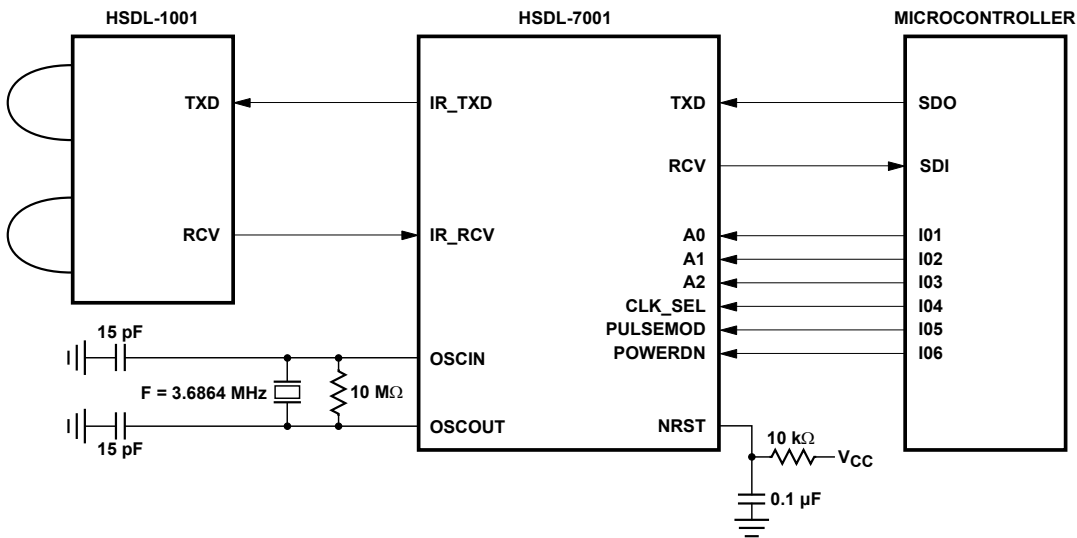 HSDL-1001
HSDL-7001
MICROCONTROLLER
TXD
IR_TXD
TXD
SDO
RCV
SDI
RCV
IR_RCV
A0
I01
A1
I02
A2
I03
CLK_SEL
I04
PULSEMOD
I05
POWERDN
I06
15 pF
OSCIN
F = 3.6864 MHz
10 MΩ
OSCOUT
NRST
15 pF
10 kΩ
VCC
0.1 µF